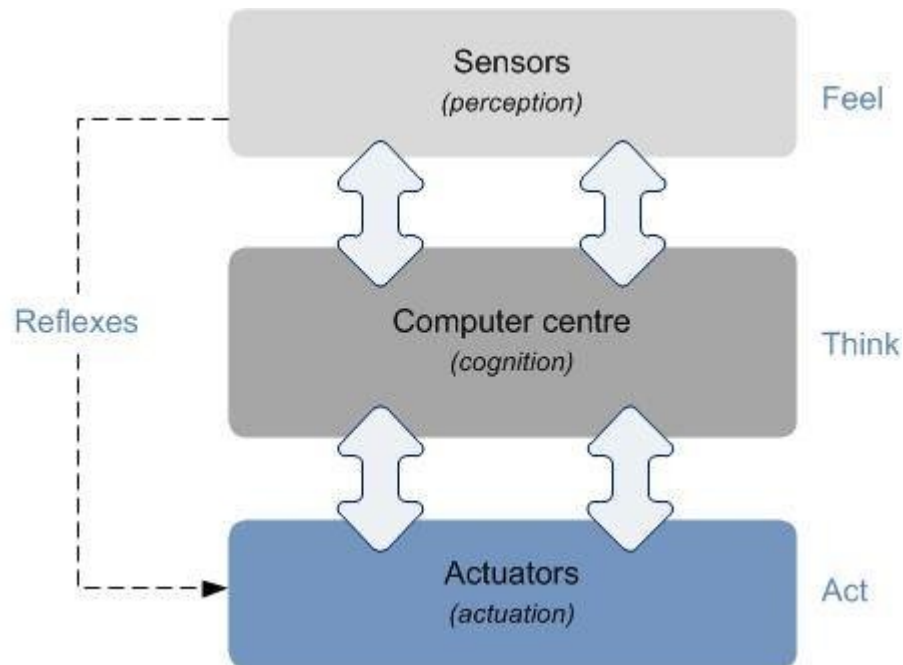 Sensors
(perception)
Feel
Reflexes
Computer centre
(cognition)
Think
Actuators
(actuation)
Act